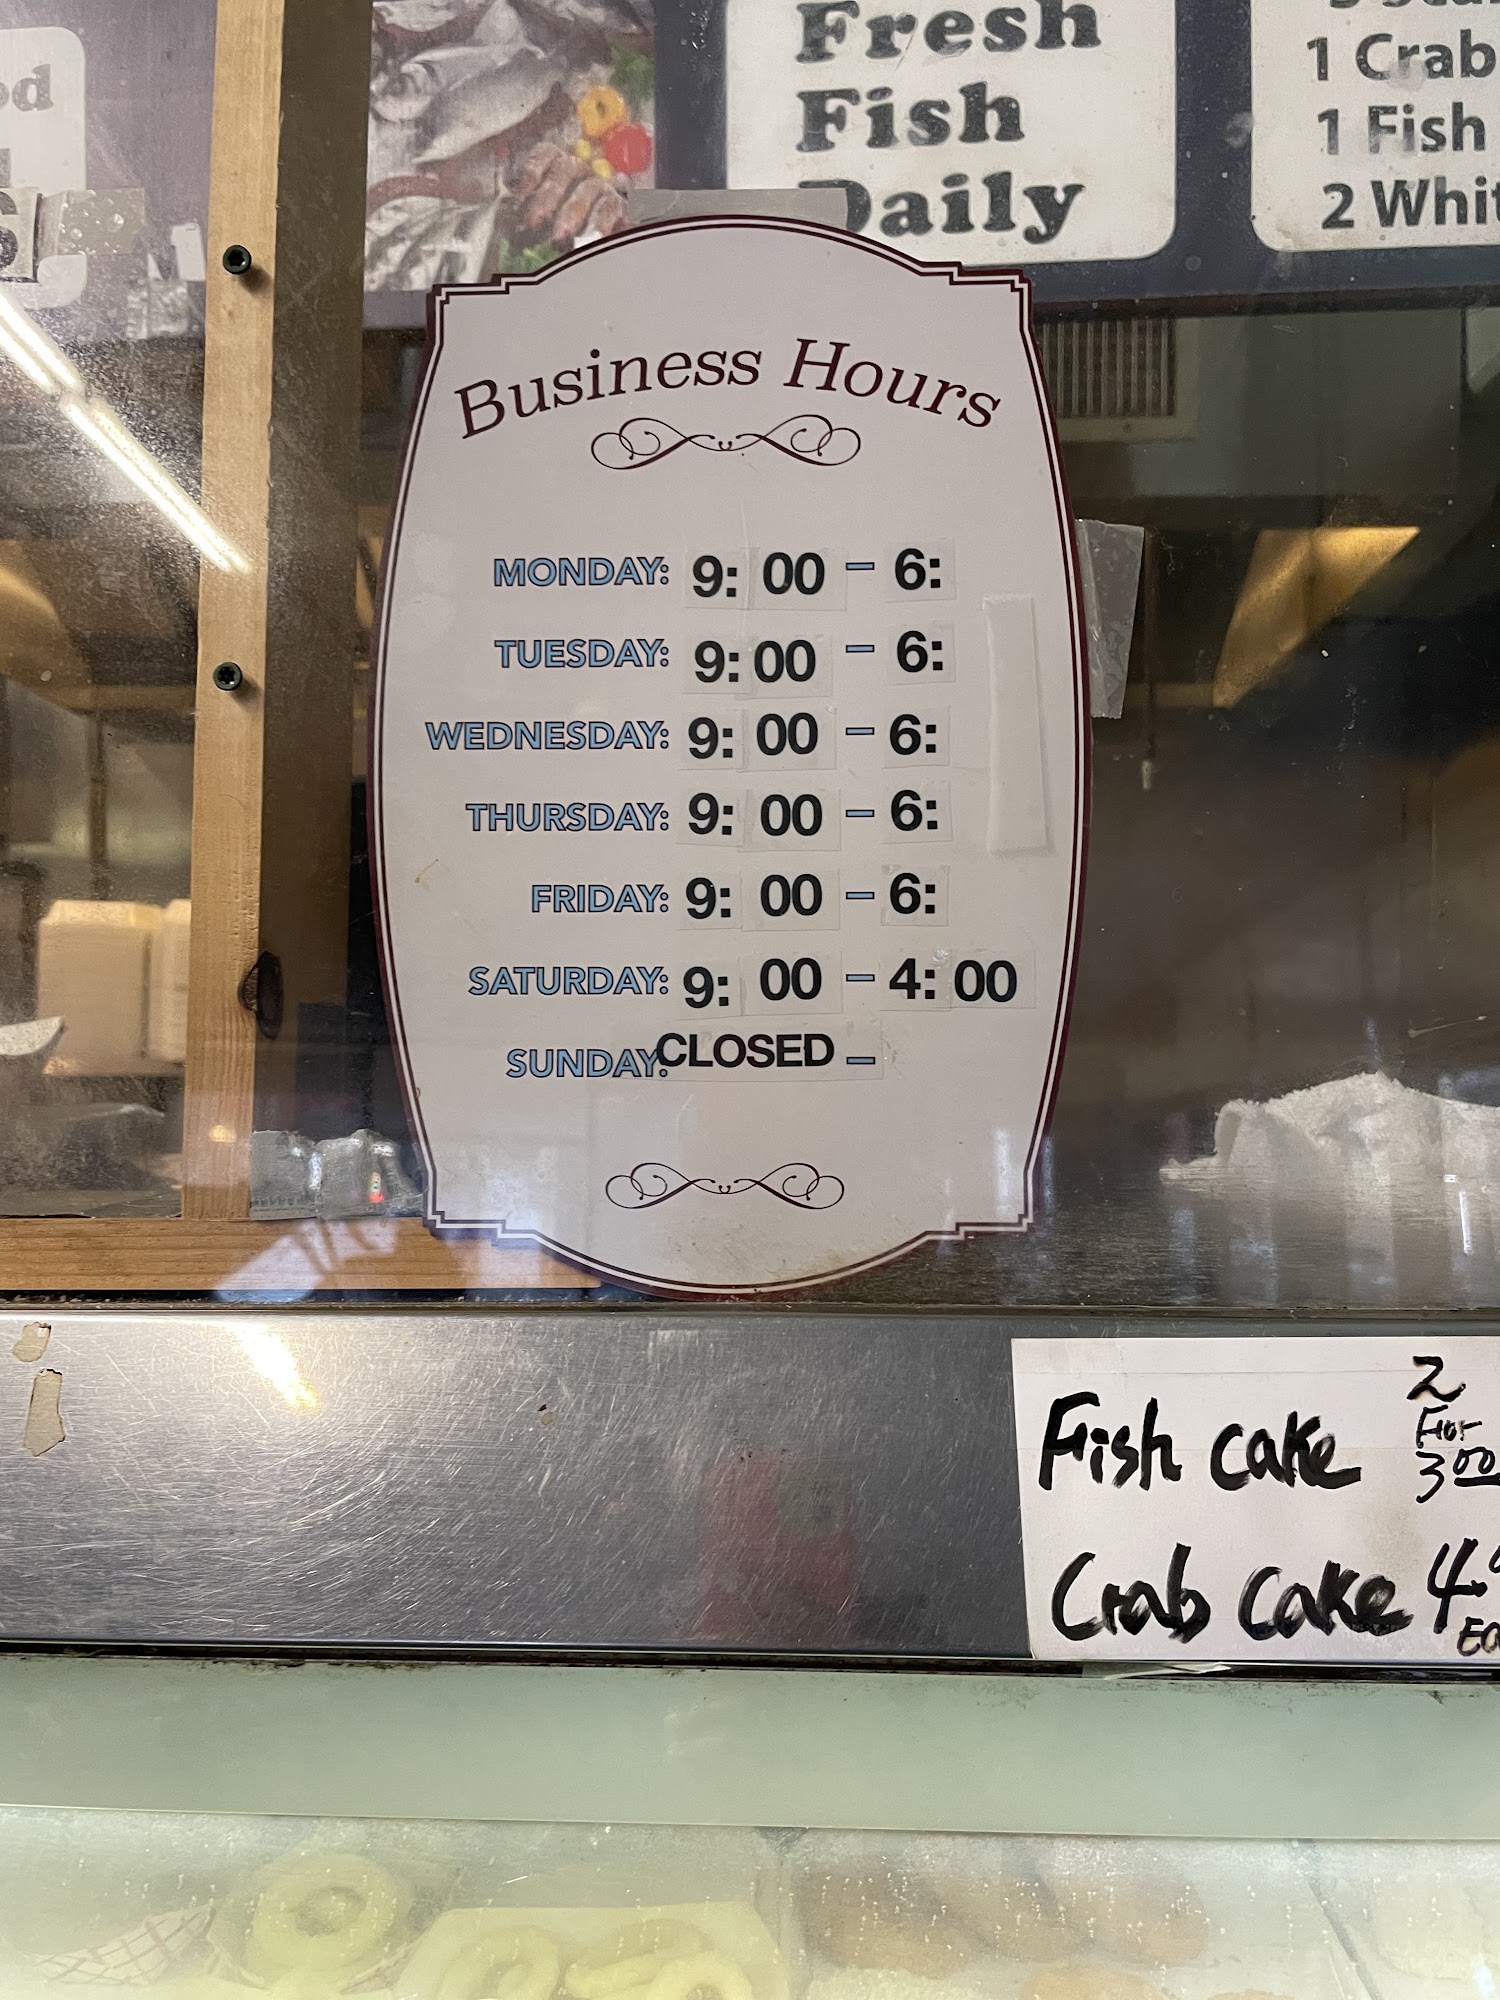 Fresh
Fish
Daily
1 Crab
1 Fish
2
Business Hours
MONDAY: 9:00 – 6:
TUESDAY: 9:00 – 6:
WEDNESDAY: 9:00 – 6:
THURSDAY: 9:00 – 6:
FRIDAY: 9:00 – 6:
SATURDAY: 9:00 – 4:00
SUNDAY: CLOSED –
Fish cake 2 For 3.00
Crab cake 4.